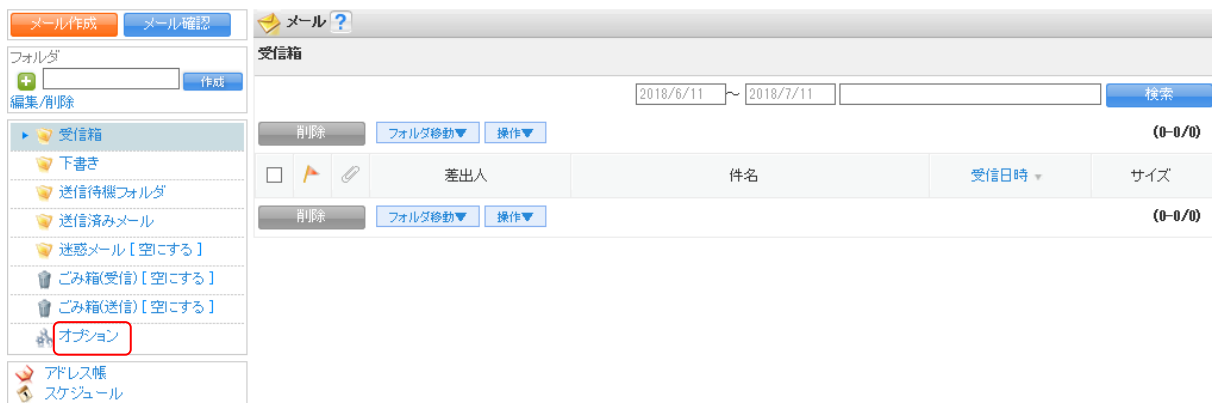 メール作成 メール確認
フォルダ
作成
編集/削除
受信箱
下書き
送信待機フォルダ
送信済みメール
迷惑メール [ 空にする ]
ごみ箱(受信) [ 空にする ]
ごみ箱(送信) [ 空にする ]
オプション
アドレス帳
スケジュール
メール ?
受信箱
2018/6/11 ～ 2018/7/11 検索
削除 フォルダ移動▼ 操作▼ (0-0/0)
差出人 件名 受信日時 ▼ サイズ
削除 フォルダ移動▼ 操作▼ (0-0/0)